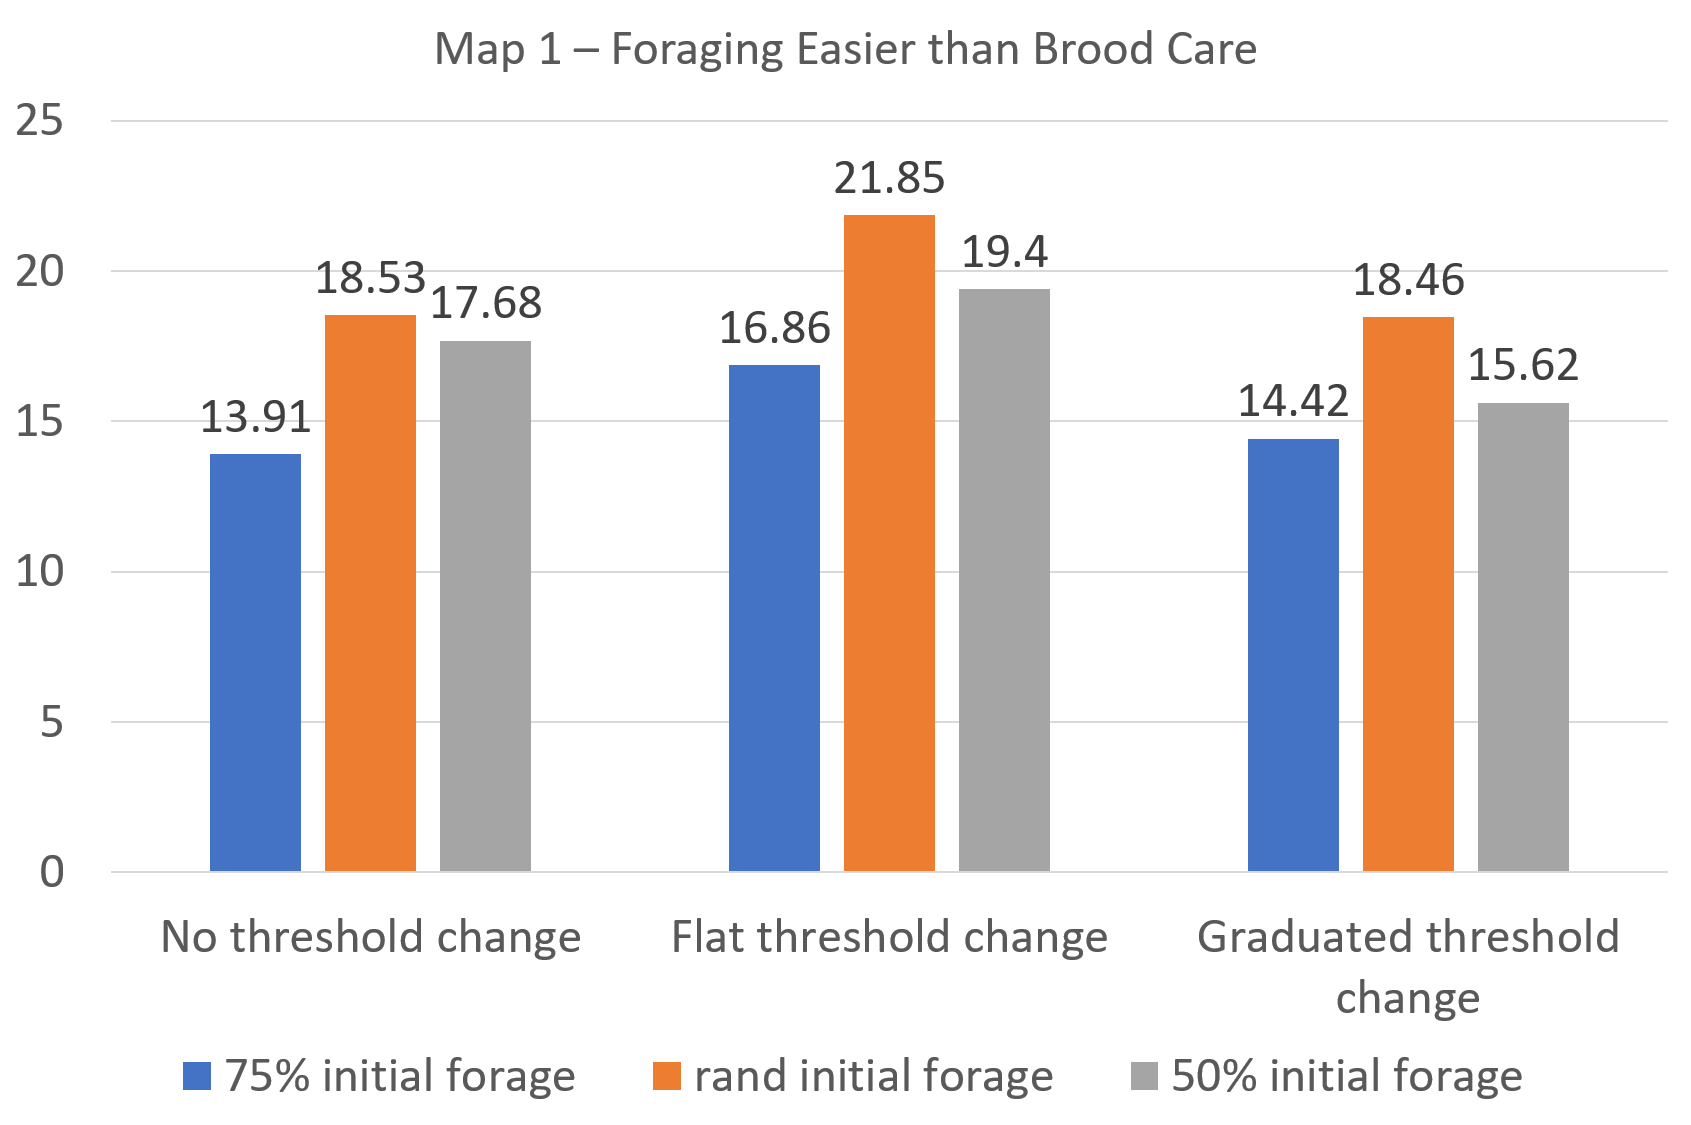 Map 1 – Foraging Easier than Brood Care
25
20
15
10
5
0
13.91
18.53
17.68
16.86
21.85
19.4
14.42
18.46
15.62
No threshold change
Flat threshold change
Graduated threshold
change
75% initial forage
rand initial forage
50% initial forage